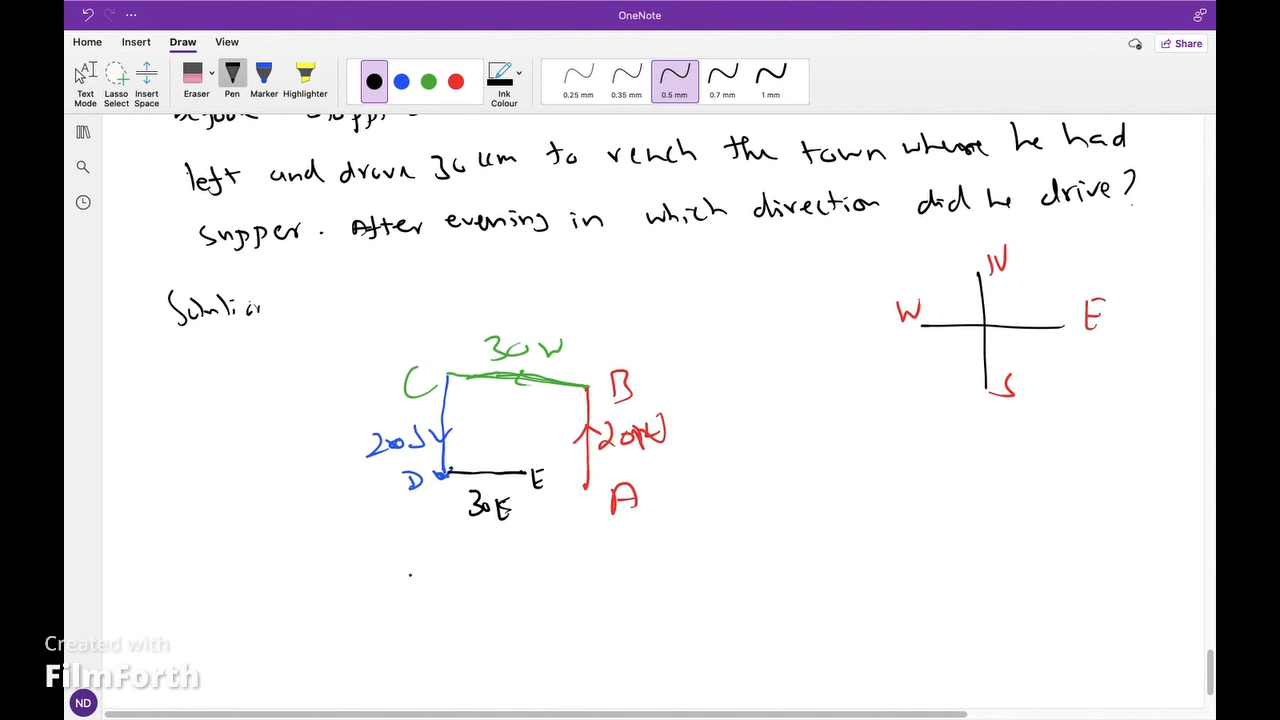 OneNote
Home Insert Draw View
Share
Text Mode
Lasso Select
Insert Space
Eraser
Pen
Marker
Highlighter
Ink Colour
0.25 mm
0.35 mm
0.5 mm
0.7 mm
1 mm
before
left and drove 30 km to reach the town where he had
supper. After evening in which direction did he drive?
Solution
N
W E
S
30 W
C B
20 S 20 N
D E A
30 E
Created with
FilmForth
ND